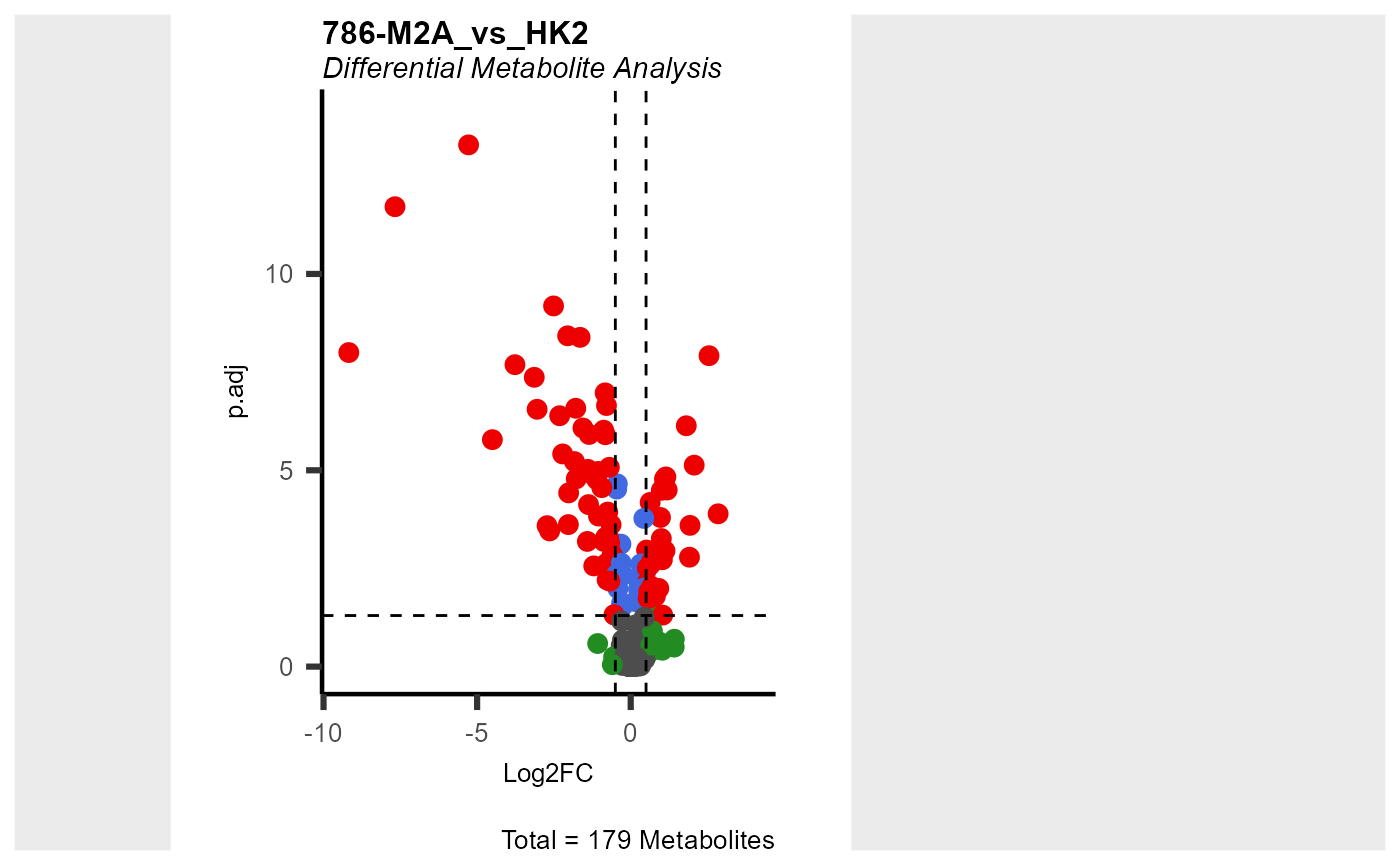 786-M2A_vs_HK2
Differential Metabolite Analysis
10
5
0
p.adj
-10
-5
0
Log2FC
Total = 179 Metabolites